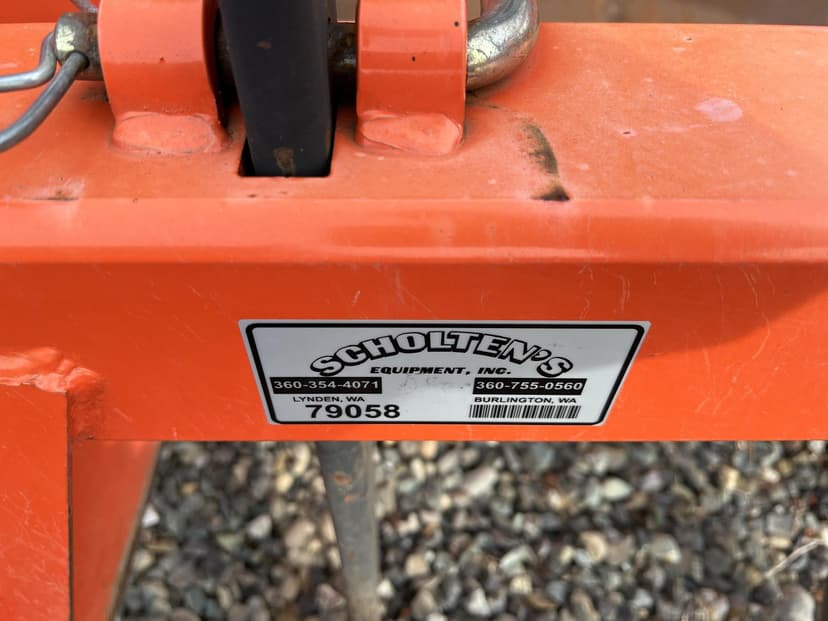 SCHOLTEN'S
EQUIPMENT, INC.
360-354-4071 360-755-0560
LYNDEN, WA BURLINGTON, WA
79058